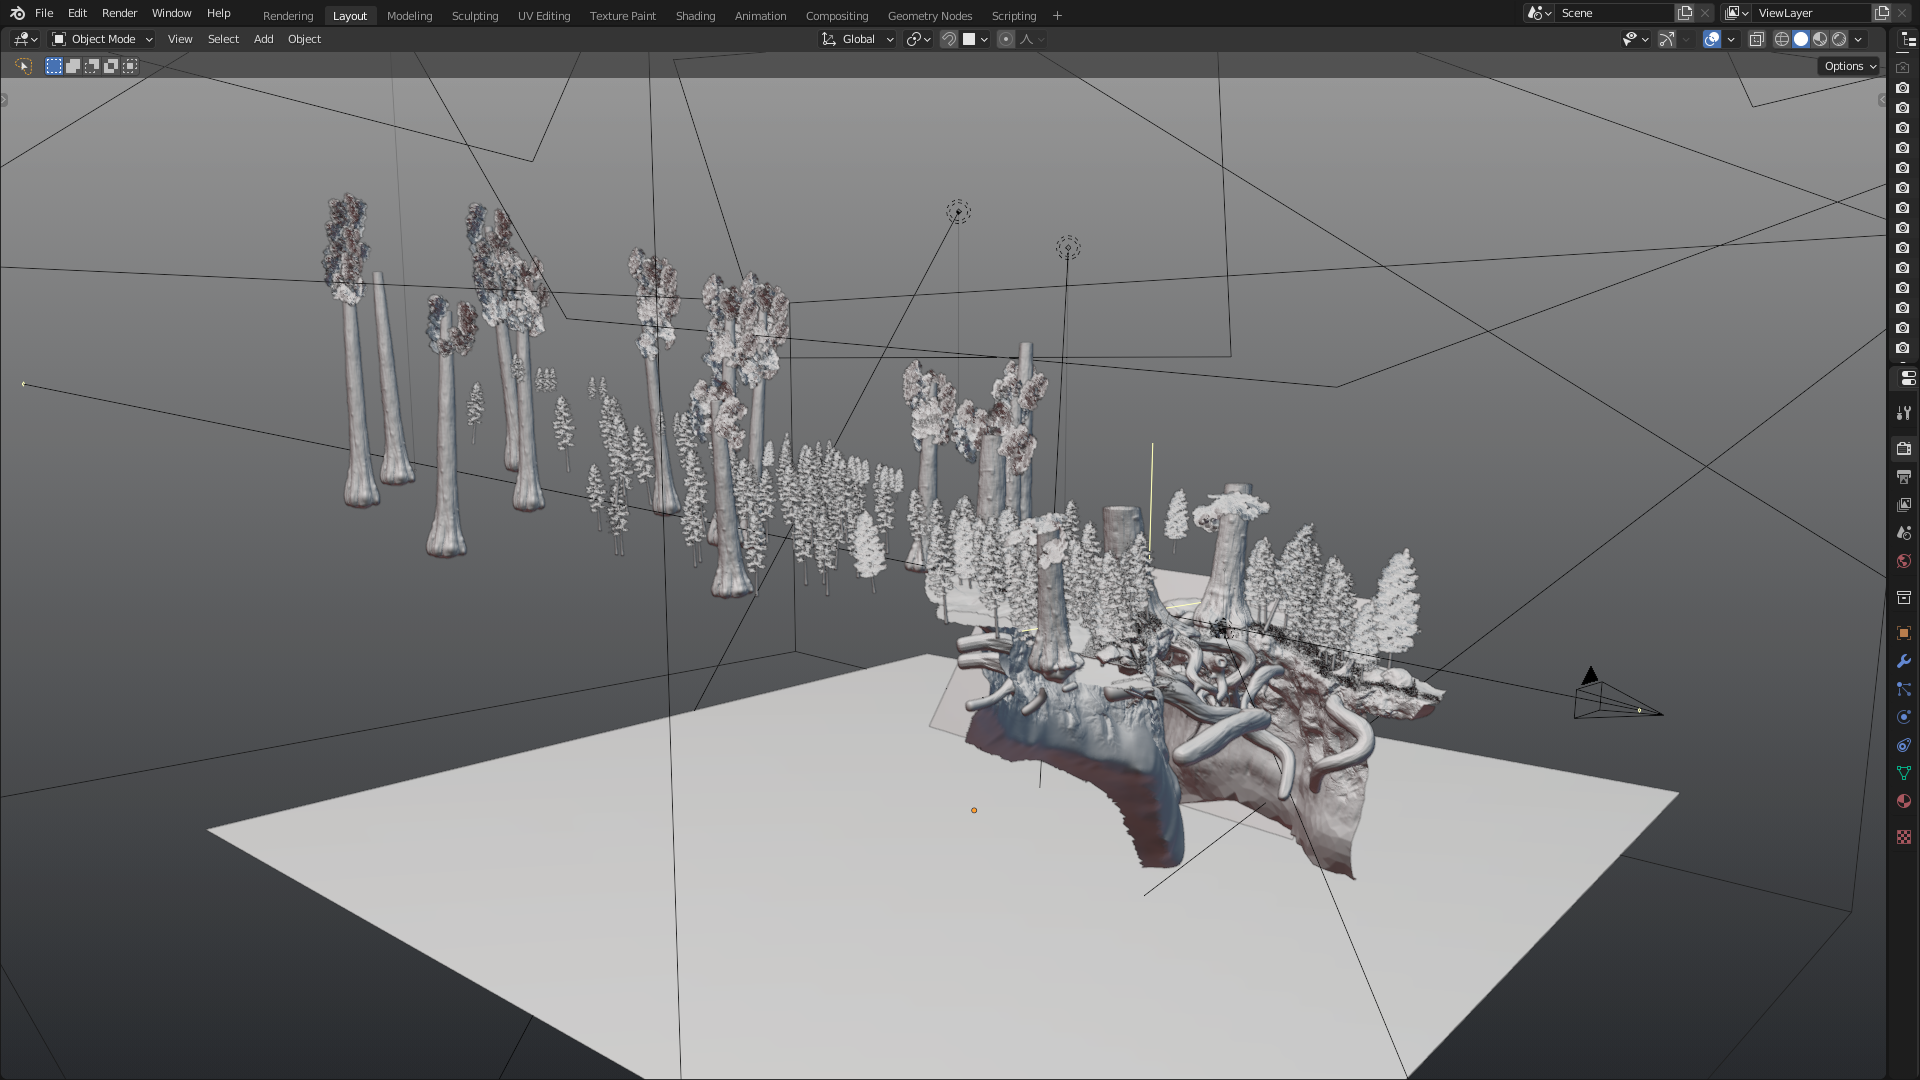 File Edit Render Window Help
Rendering Layout Modeling Sculpting UV Editing Texture Paint Shading Animation Compositing Geometry Nodes Scripting +
Scene
ViewLayer
Object Mode View Select Add Object
Global
Options